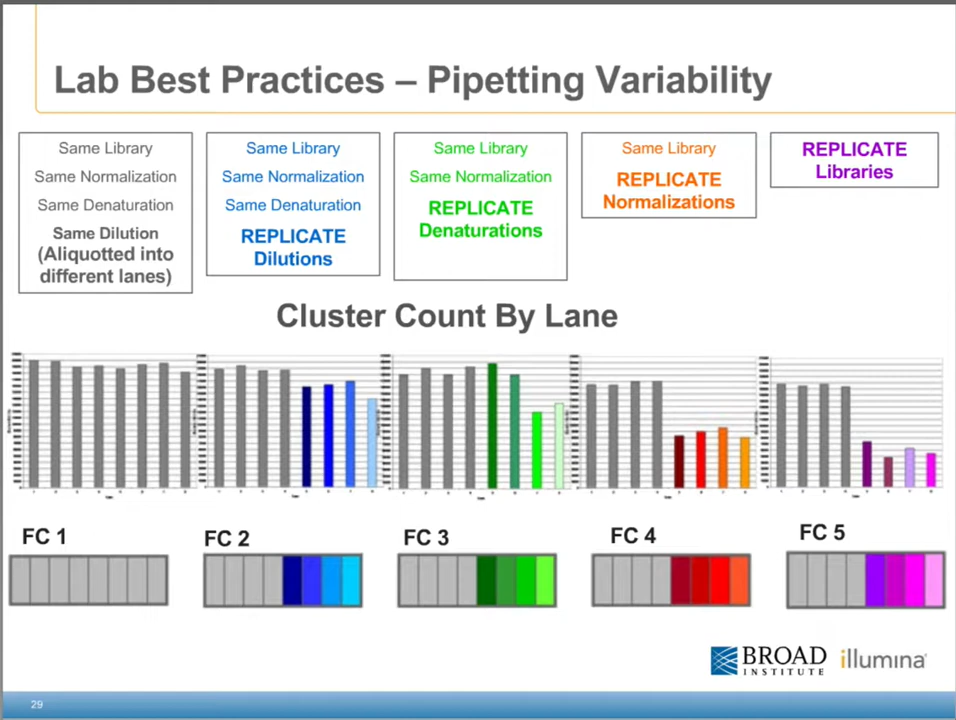 Lab Best Practices – Pipetting Variability
Same Library
Same Normalization
Same Denaturation
Same Dilution
(Aliquotted into
different lanes)
Same Library
Same Normalization
Same Denaturation
REPLICATE
Dilutions
Same Library
Same Normalization
REPLICATE
Denaturations
Same Library
REPLICATE
Normalizations
REPLICATE
Libraries
Cluster Count By Lane
FC 1
FC 2
FC 3
FC 4
FC 5
BROAD
INSTITUTE
illumina
29